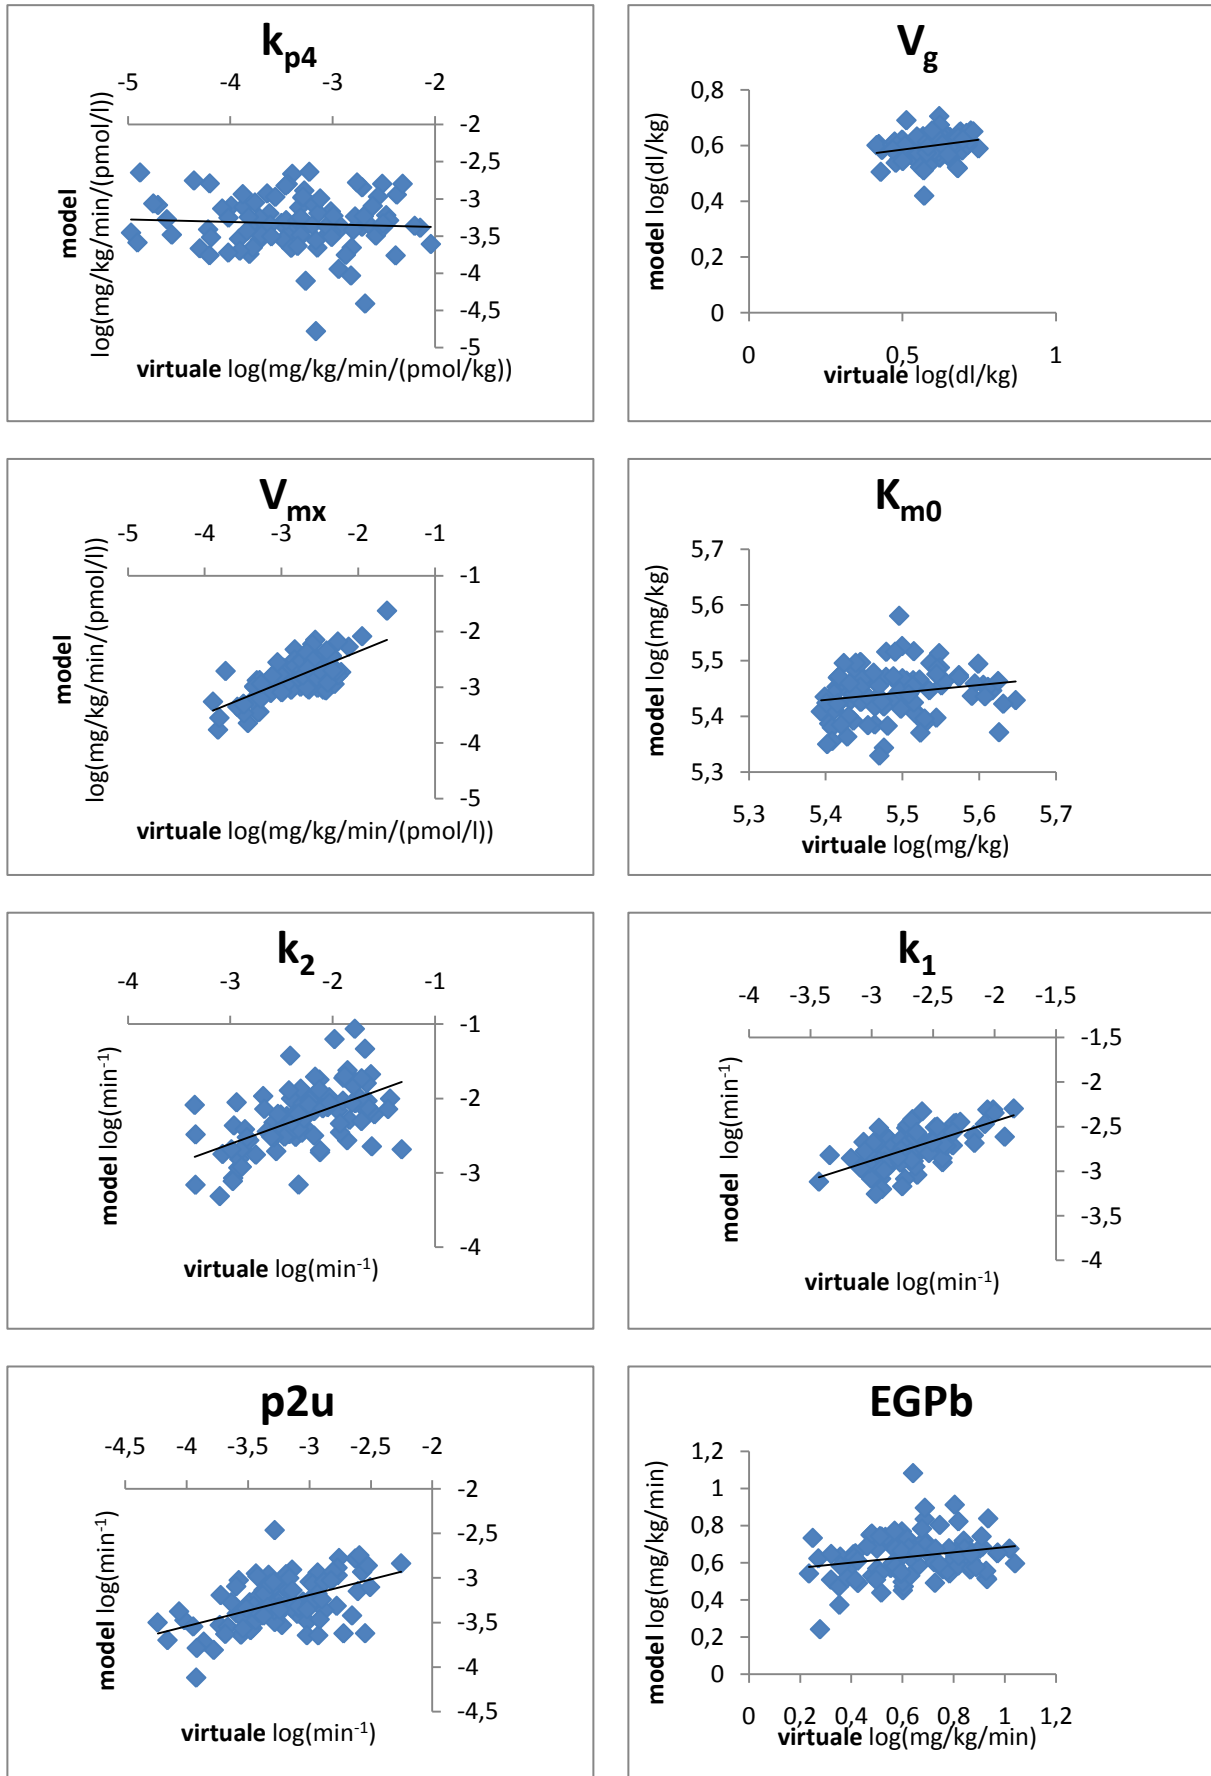 k_p4
-5 -4 -3 -2
-2
-2,5
-3
-3,5
-4
-4,5
-5
model
log(mg/kg/min/(pmol/l))
virtuale log(mg/kg/min/(pmol/kg))
V_g
0,8
0,6
0,4
0,2
0
0 0,5 1
model log(dl/kg)
virtuale log(dl/kg)
V_mx
-5 -4 -3 -2 -1
-1
-2
-3
-4
-5
model
log(mg/kg/min/(pmol/l))
virtuale log(mg/kg/min/(pmol/l))
K_m0
5,7
5,6
5,5
5,4
5,3
5,3 5,4 5,5 5,6 5,7
model log(mg/kg)
virtuale log(mg/kg)
k_2
-4 -3 -2 -1
-1
-2
-3
-4
model log(min⁻¹)
virtuale log(min⁻¹)
k_1
-4 -3,5 -3 -2,5 -2 -1,5
-1,5
-2
-2,5
-3
-3,5
-4
model log(min⁻¹)
virtuale log(min⁻¹)
p2u
-4,5 -4 -3,5 -3 -2,5 -2
-2
-2,5
-3
-3,5
-4
-4,5
model log(min⁻¹)
virtuale log(min⁻¹)
EGPb
1,2
1
0,8
0,6
0,4
0,2
0
0 0,2 0,4 0,6 0,8 1 1,2
model log(mg/kg/min)
virtuale log(mg/kg/min)